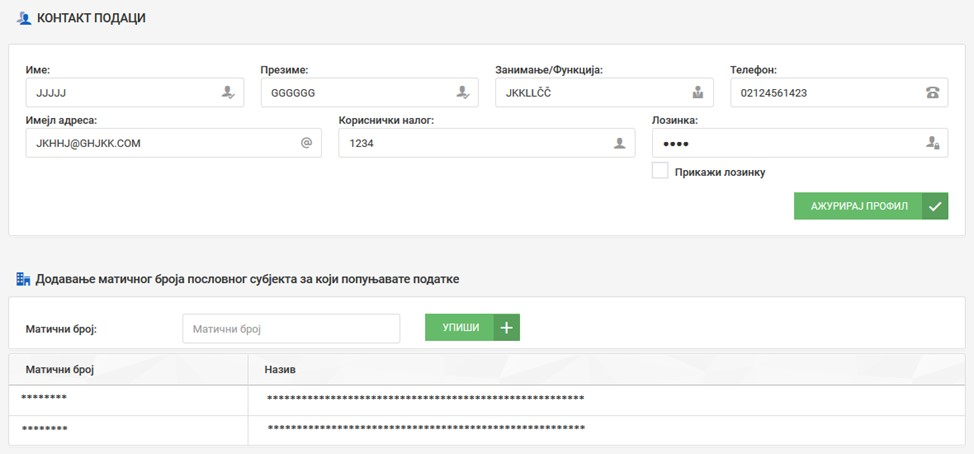 КОНТАКТ ПОДАЦИ
Име: Презиме: Занимање/Функција: Телефон:
JJJJJ GGGGGG JKKLLČČ 02124561423
Имејл адреса: Кориснички налог: Лозинка:
JKHHJ@GHJKK.COM 1234 ••••
Прикажи лозинку
АЖУРИРАЈ ПРОФИЛ
Додавање матичног броја пословног субјекта за који попуњавате податке
Матични број: Матични број УПИШИ
Матични број Назив
******** *******************************************************
******** *******************************************************